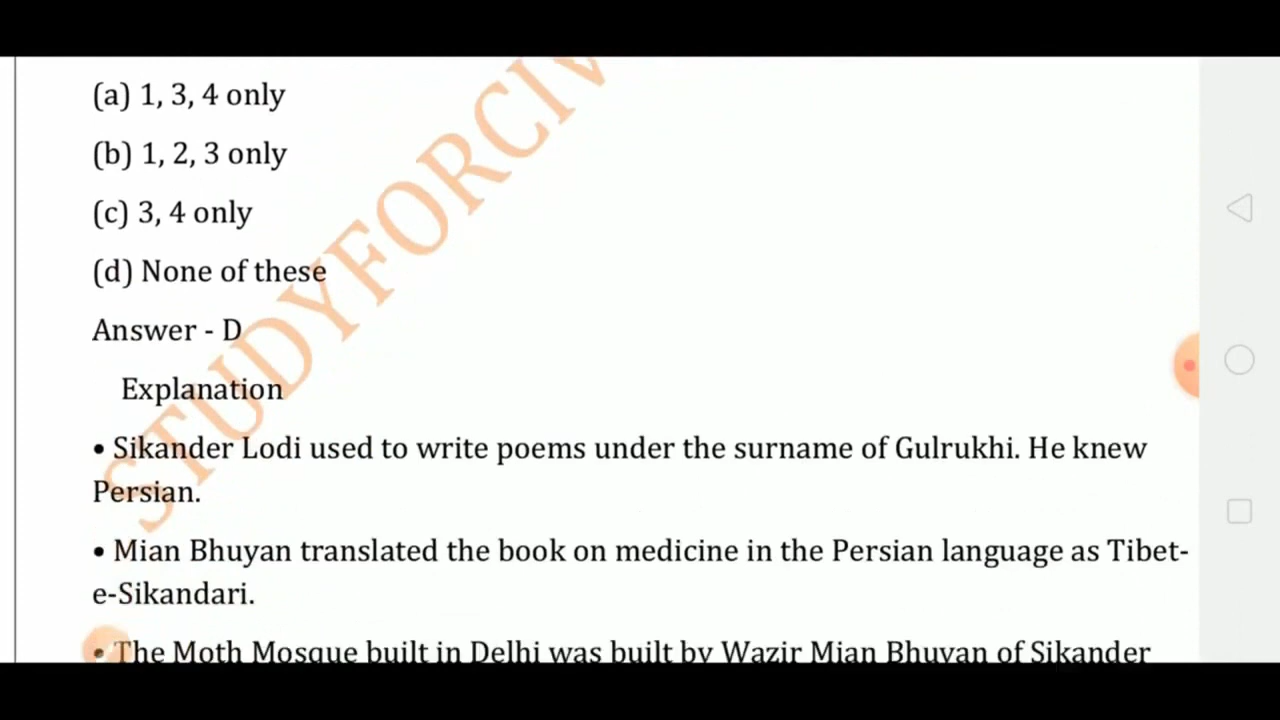 (a) 1, 3, 4 only
(b) 1, 2, 3 only
(c) 3, 4 only
(d) None of these
Answer - D
Explanation
• Sikander Lodi used to write poems under the surname of Gulrukhi. He knew
Persian.
• Mian Bhuyan translated the book on medicine in the Persian language as Tibet-
e-Sikandari.
• The Moth Mosque built in Delhi was built by Wazir Mian Bhuyan of Sikander
STUDYFORCIV